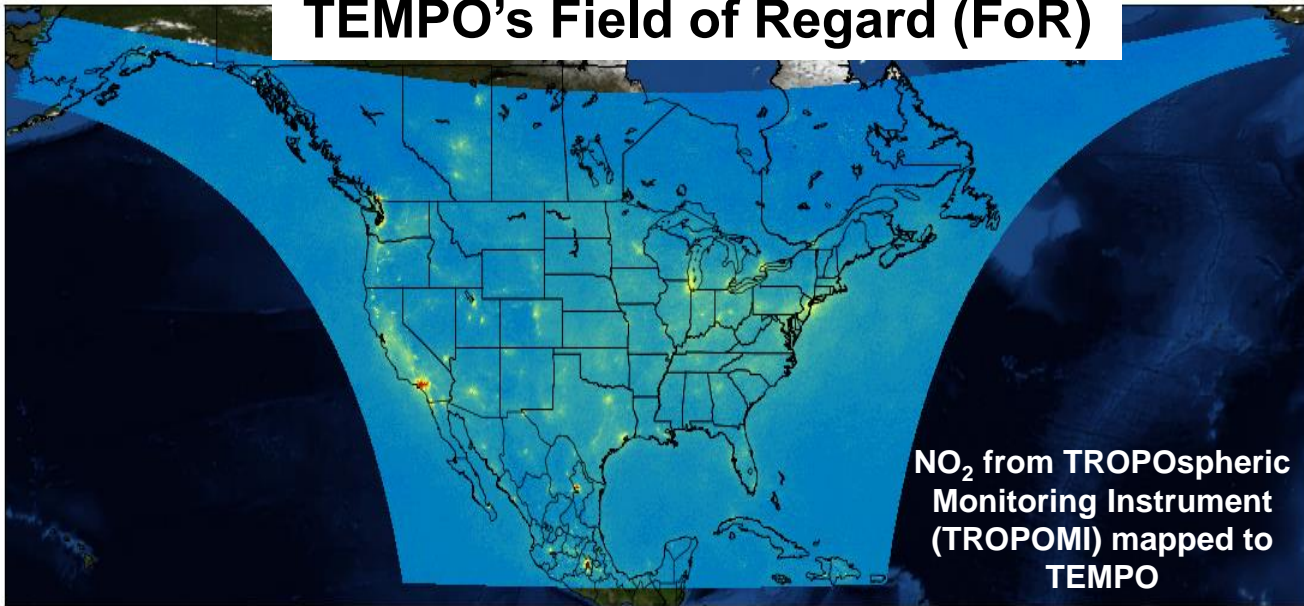 TEMPO's Field of Regard (FoR)
NO₂ from TROPOspheric
Monitoring Instrument
(TROPOMI) mapped to
TEMPO